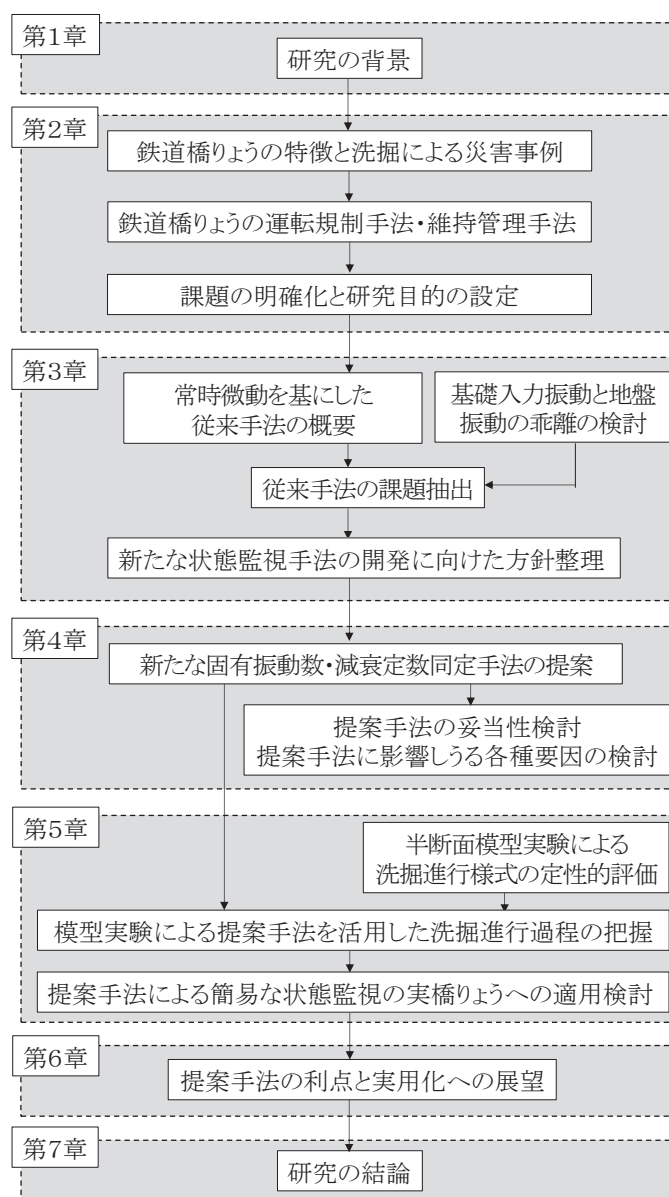 第1章
研究の背景
第2章
鉄道橋りょうの特徴と洗掘による災害事例
鉄道橋りょうの運転規制手法・維持管理手法
課題の明確化と研究目的の設定
第3章
常時微動を基にした
従来手法の概要
基礎入力振動と地盤
振動の乖離の検討
従来手法の課題抽出
新たな状態監視手法の開発に向けた方針整理
第4章
新たな固有振動数・減衰定数同定手法の提案
提案手法の妥当性検討
提案手法に影響しうる各種要因の検討
第5章
半断面模型実験による
洗掘進行様式の定性的評価
模型実験による提案手法を活用した洗掘進行過程の把握
提案手法による簡易な状態監視の実橋りょうへの適用検討
第6章
提案手法の利点と実用化への展望
第7章
研究の結論